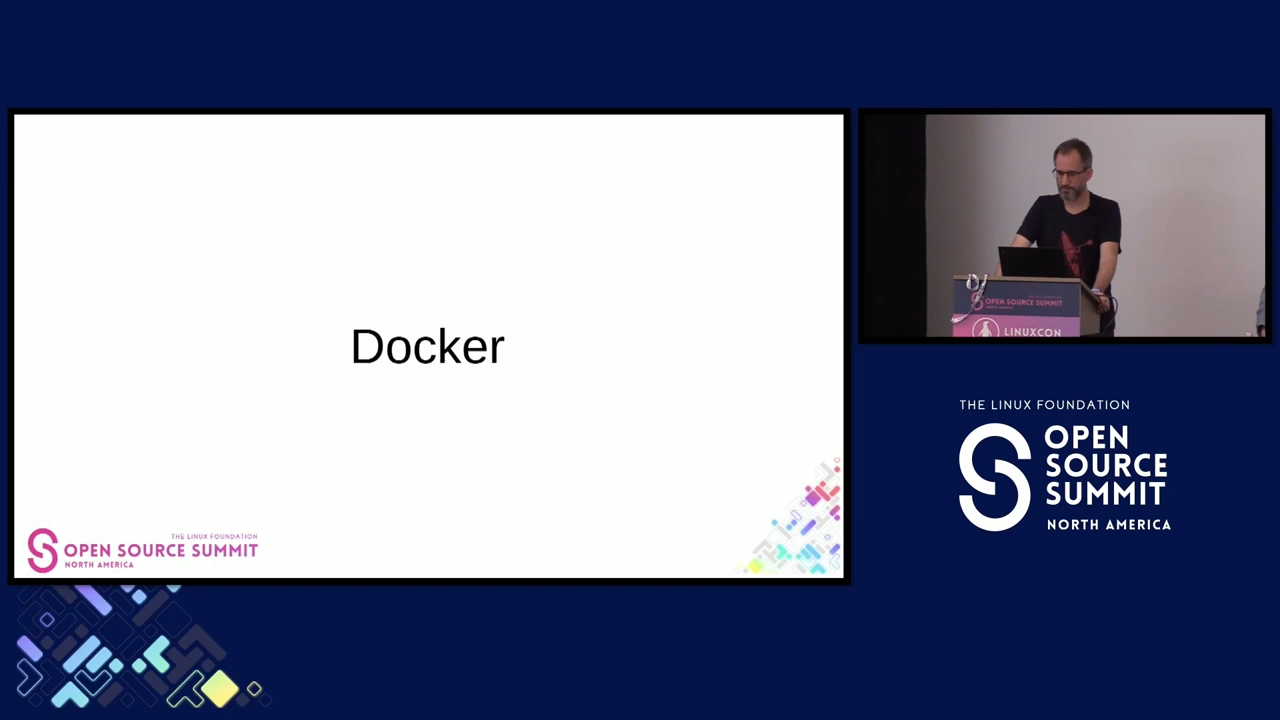 Docker
THE LINUX FOUNDATION
OPEN SOURCE SUMMIT
NORTH AMERICA
OPEN SOURCE SUMMIT
LINUXCON
THE LINUX FOUNDATION
OPEN
SOURCE
SUMMIT
NORTH AMERICA